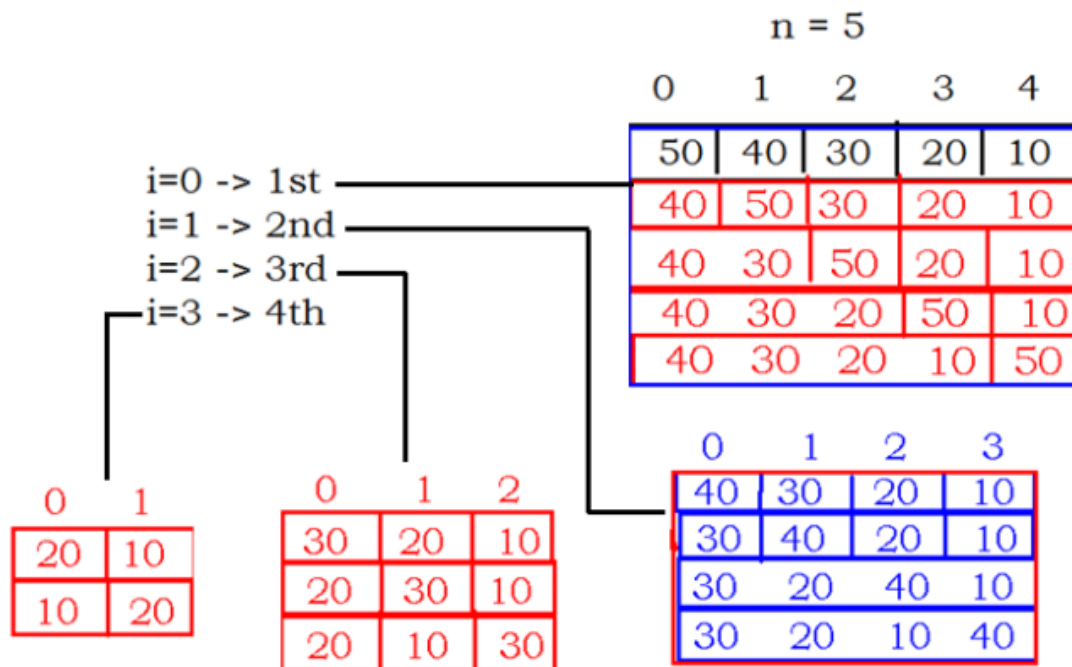 n = 5
0 1 2 3 4
50 40 30 20 10
40 50 30 20 10
40 30 50 20 10
40 30 20 50 10
40 30 20 10 50
i=0 -> 1st
i=1 -> 2nd
i=2 -> 3rd
i=3 -> 4th
0 1
20 10
10 20
0 1 2
30 20 10
20 30 10
20 10 30
0 1 2 3
40 30 20 10
30 40 20 10
30 20 40 10
30 20 10 40